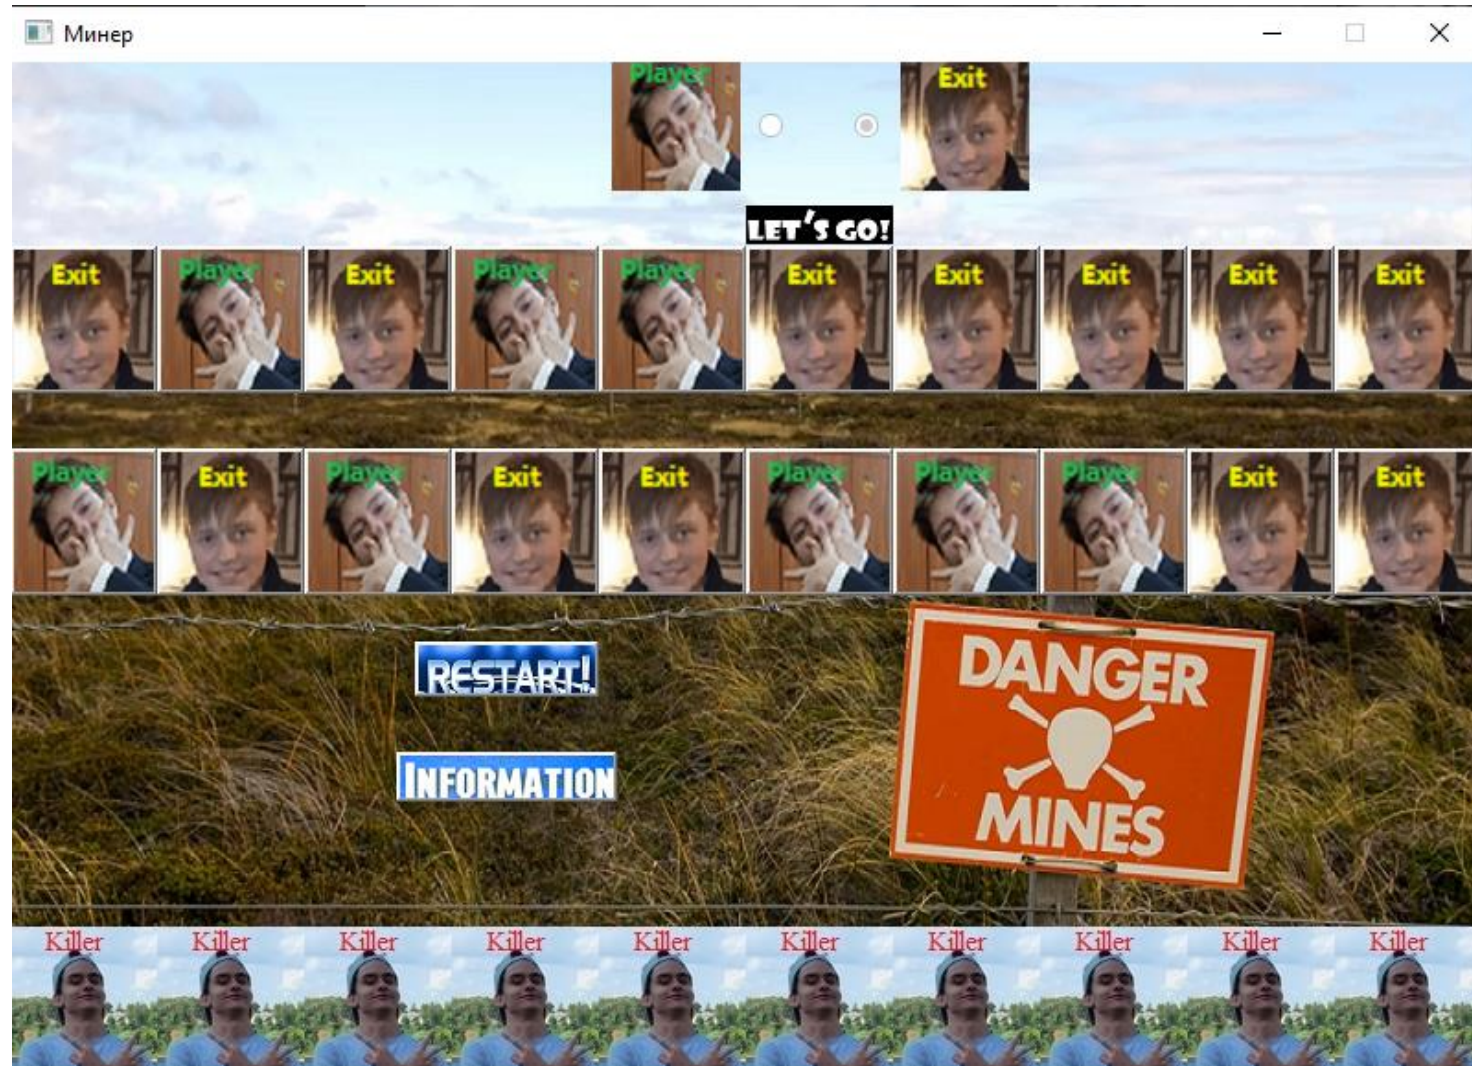 Минер
Player Exit
LET'S GO!
Exit Player Exit Player Player Exit Exit Exit Exit Exit
Player Exit Player Exit Exit Player Player Player Exit Exit
RESTART!
INFORMATION
DANGER
MINES
Killer Killer Killer Killer Killer Killer Killer Killer Killer Killer